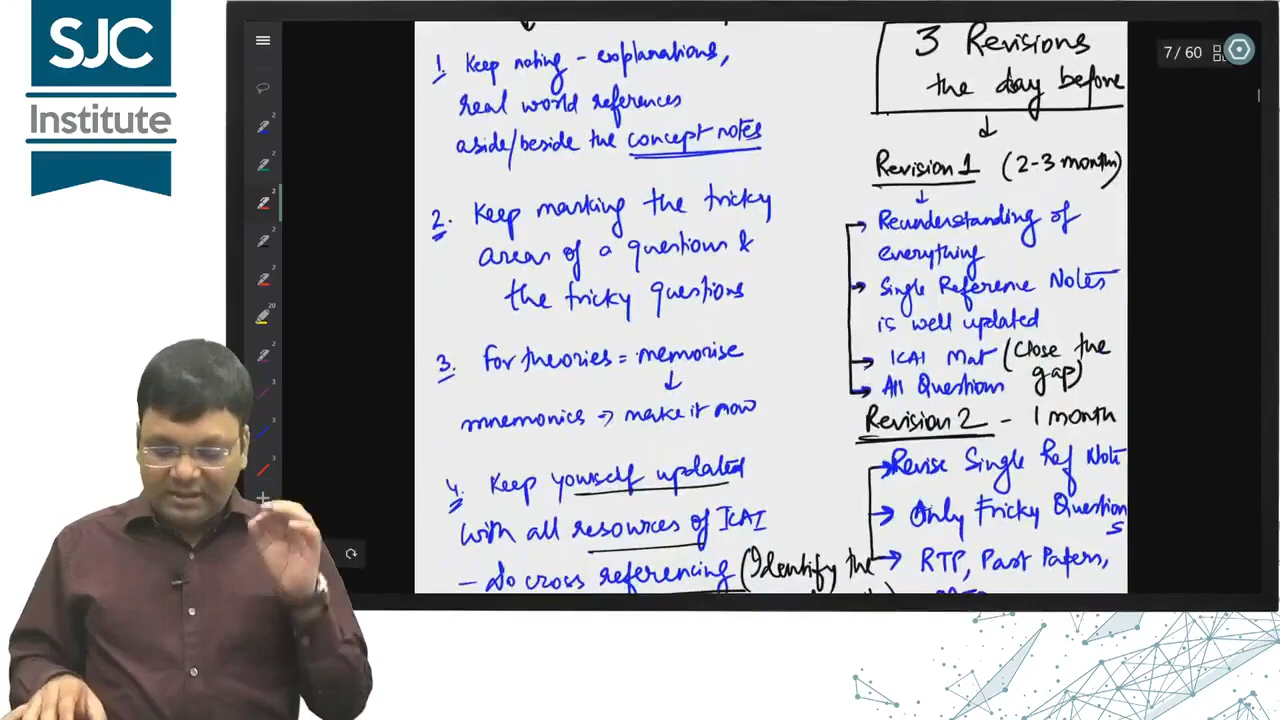 SJC
Institute
7/60
1. Keep noting - explanations,
real world references
aside/beside the concept notes
2. Keep marking the tricky
areas of a questions &
the tricky questions
3. For theories = memorise
mnemonics → make it now
4. Keep yourself updated
with all resources of ICAI
- do cross referencing (Identify the
3 Revisions
the day before
Revision 1 (2-3 month)
Reunderstanding of
everything
Single Reference Notes
is well updated
ICAI Mat (Close the
gap)
All Questions
Revision 2 - 1 month
Revise Single Ref Note
Only Tricky Questions
RTP, Past Papers,